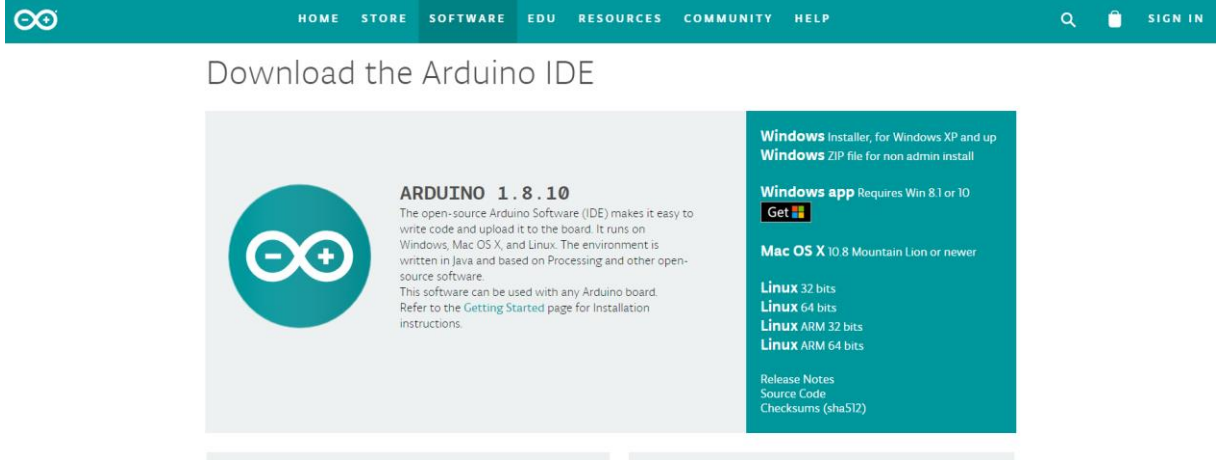 HOME STORE SOFTWARE EDU RESOURCES COMMUNITY HELP SIGN IN
Download the Arduino IDE
ARDUINO 1.8.10
The open-source Arduino Software (IDE) makes it easy to
write code and upload it to the board. It runs on
Windows, Mac OS X, and Linux. The environment is
written in Java and based on Processing and other open-
source software.
This software can be used with any Arduino board.
Refer to the Getting Started page for Installation
instructions.
Windows Installer, for Windows XP and up
Windows ZIP file for non admin install
Windows app Requires Win 8.1 or 10
Get
Mac OS X 10.8 Mountain Lion or newer
Linux 32 bits
Linux 64 bits
Linux ARM 32 bits
Linux ARM 64 bits
Release Notes
Source Code
Checksums (sha512)